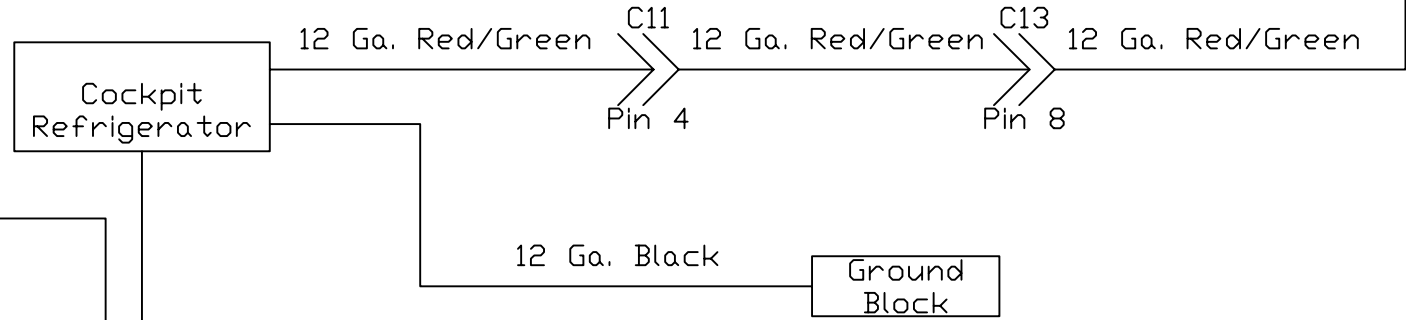 C11
C13
12 Ga. Red/Green
12 Ga. Red/Green
12 Ga. Red/Green
Cockpit
Refrigerator
Pin 4
Pin 8
12 Ga. Black
Ground
Block